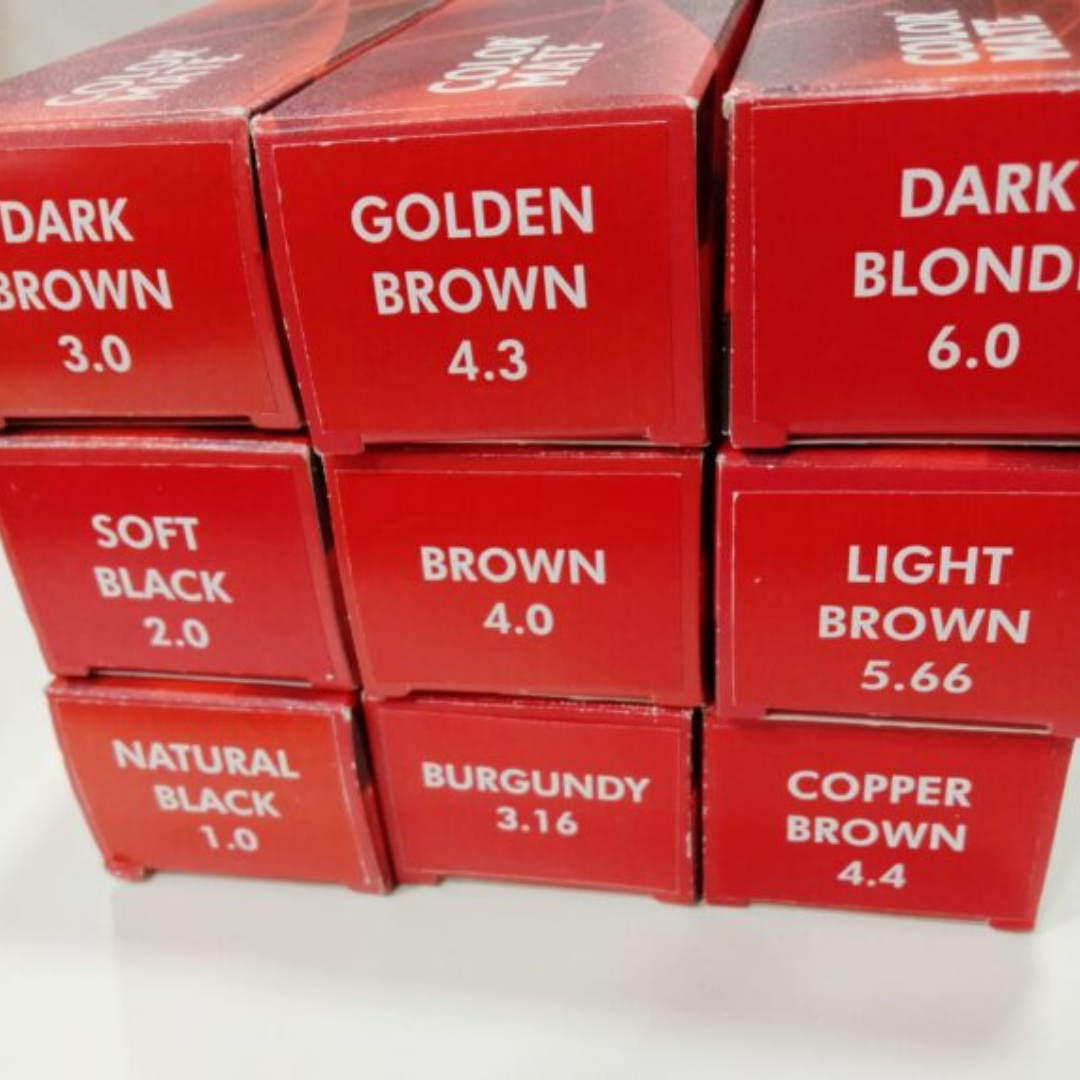 COLOR
MATE
COLOR
MATE
COLOR
MATE
DARK
BROWN
3.0
GOLDEN
BROWN
4.3
DARK
BLOND
6.0
SOFT
BLACK
2.0
BROWN
4.0
LIGHT
BROWN
5.66
NATURAL
BLACK
1.0
BURGUNDY
3.16
COPPER
BROWN
4.4